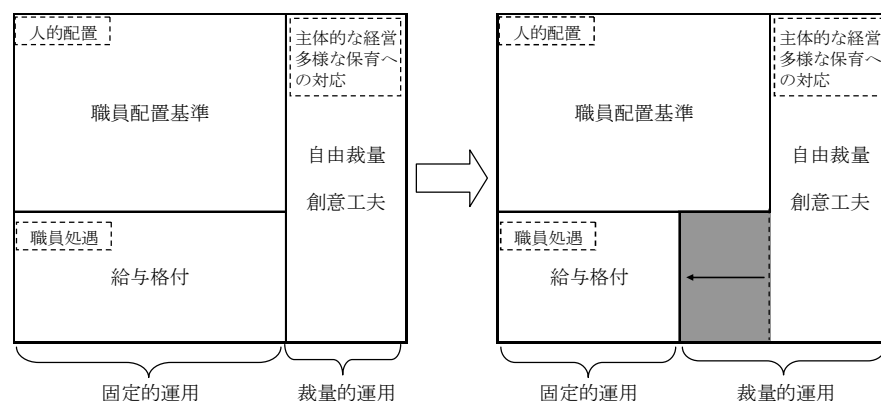 人的配置
職員配置基準
主体的な経営
多様な保育へ
の対応
自由裁量
創意工夫
職員処遇
給与格付
固定的運用
裁量的運用
人的配置
職員配置基準
主体的な経営
多様な保育へ
の対応
自由裁量
創意工夫
職員処遇
給与格付
固定的運用
裁量的運用